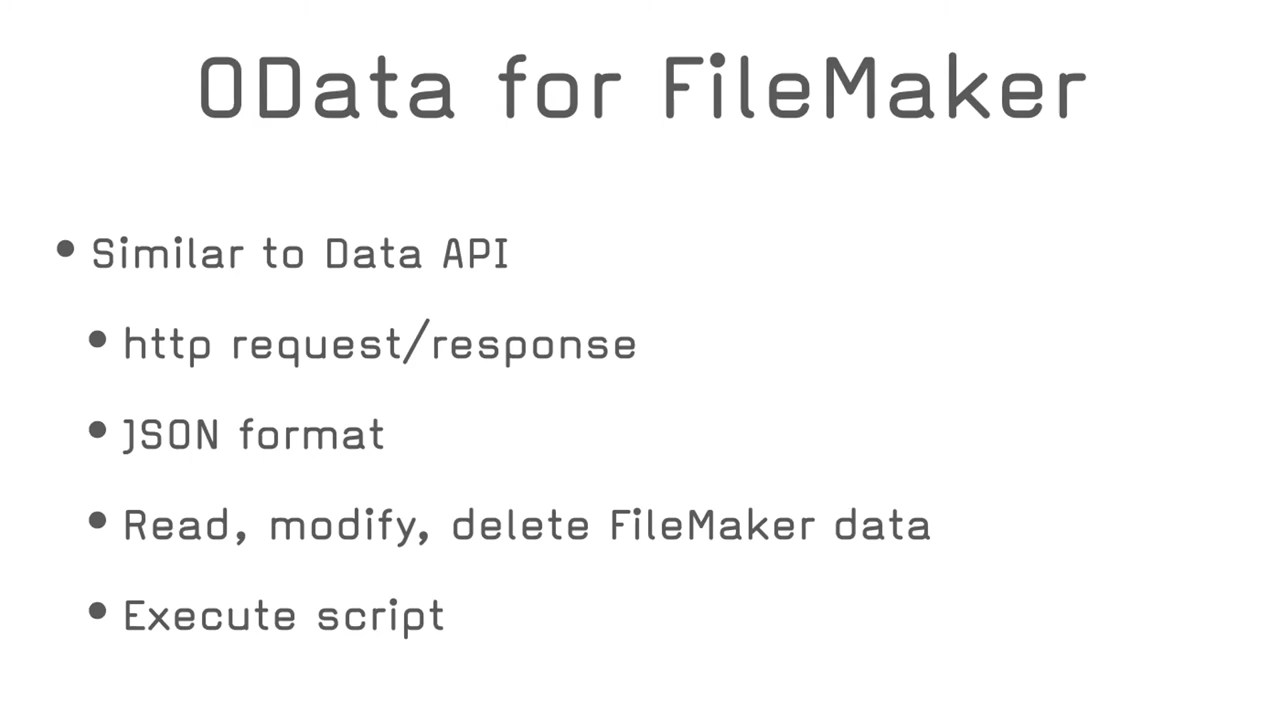 OData for FileMaker
• Similar to Data API
• http request/response
• JSON format
• Read, modify, delete FileMaker data
• Execute script